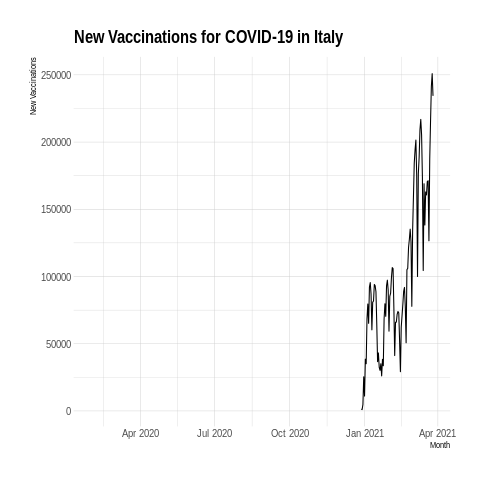 New Vaccinations for COVID-19 in Italy
New Vaccinations
250000
200000
150000
100000
50000
0
Apr 2020
Jul 2020
Oct 2020
Jan 2021
Apr 2021
Month